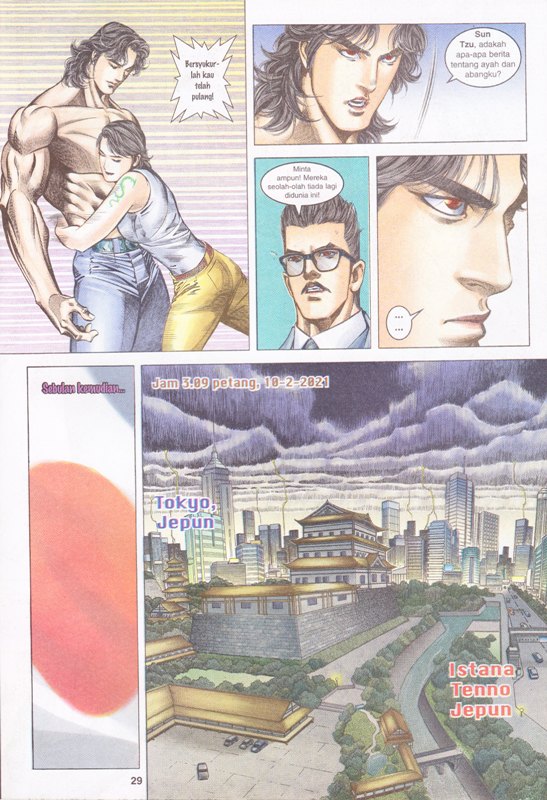 Bersyukur-
lah kau
telah
pulang!
Sun
Tzu, adakah
apa-apa berita
tentang ayah dan
abangku?
Minta
ampun! Mereka
seolah-olah tiada lagi
didunia ini!
...
...
Sebulan kemudian...
Jam 3.09 petang, 10-2-2021
Tokyo,
Jepun
Istana
Tenno
Jepun
29